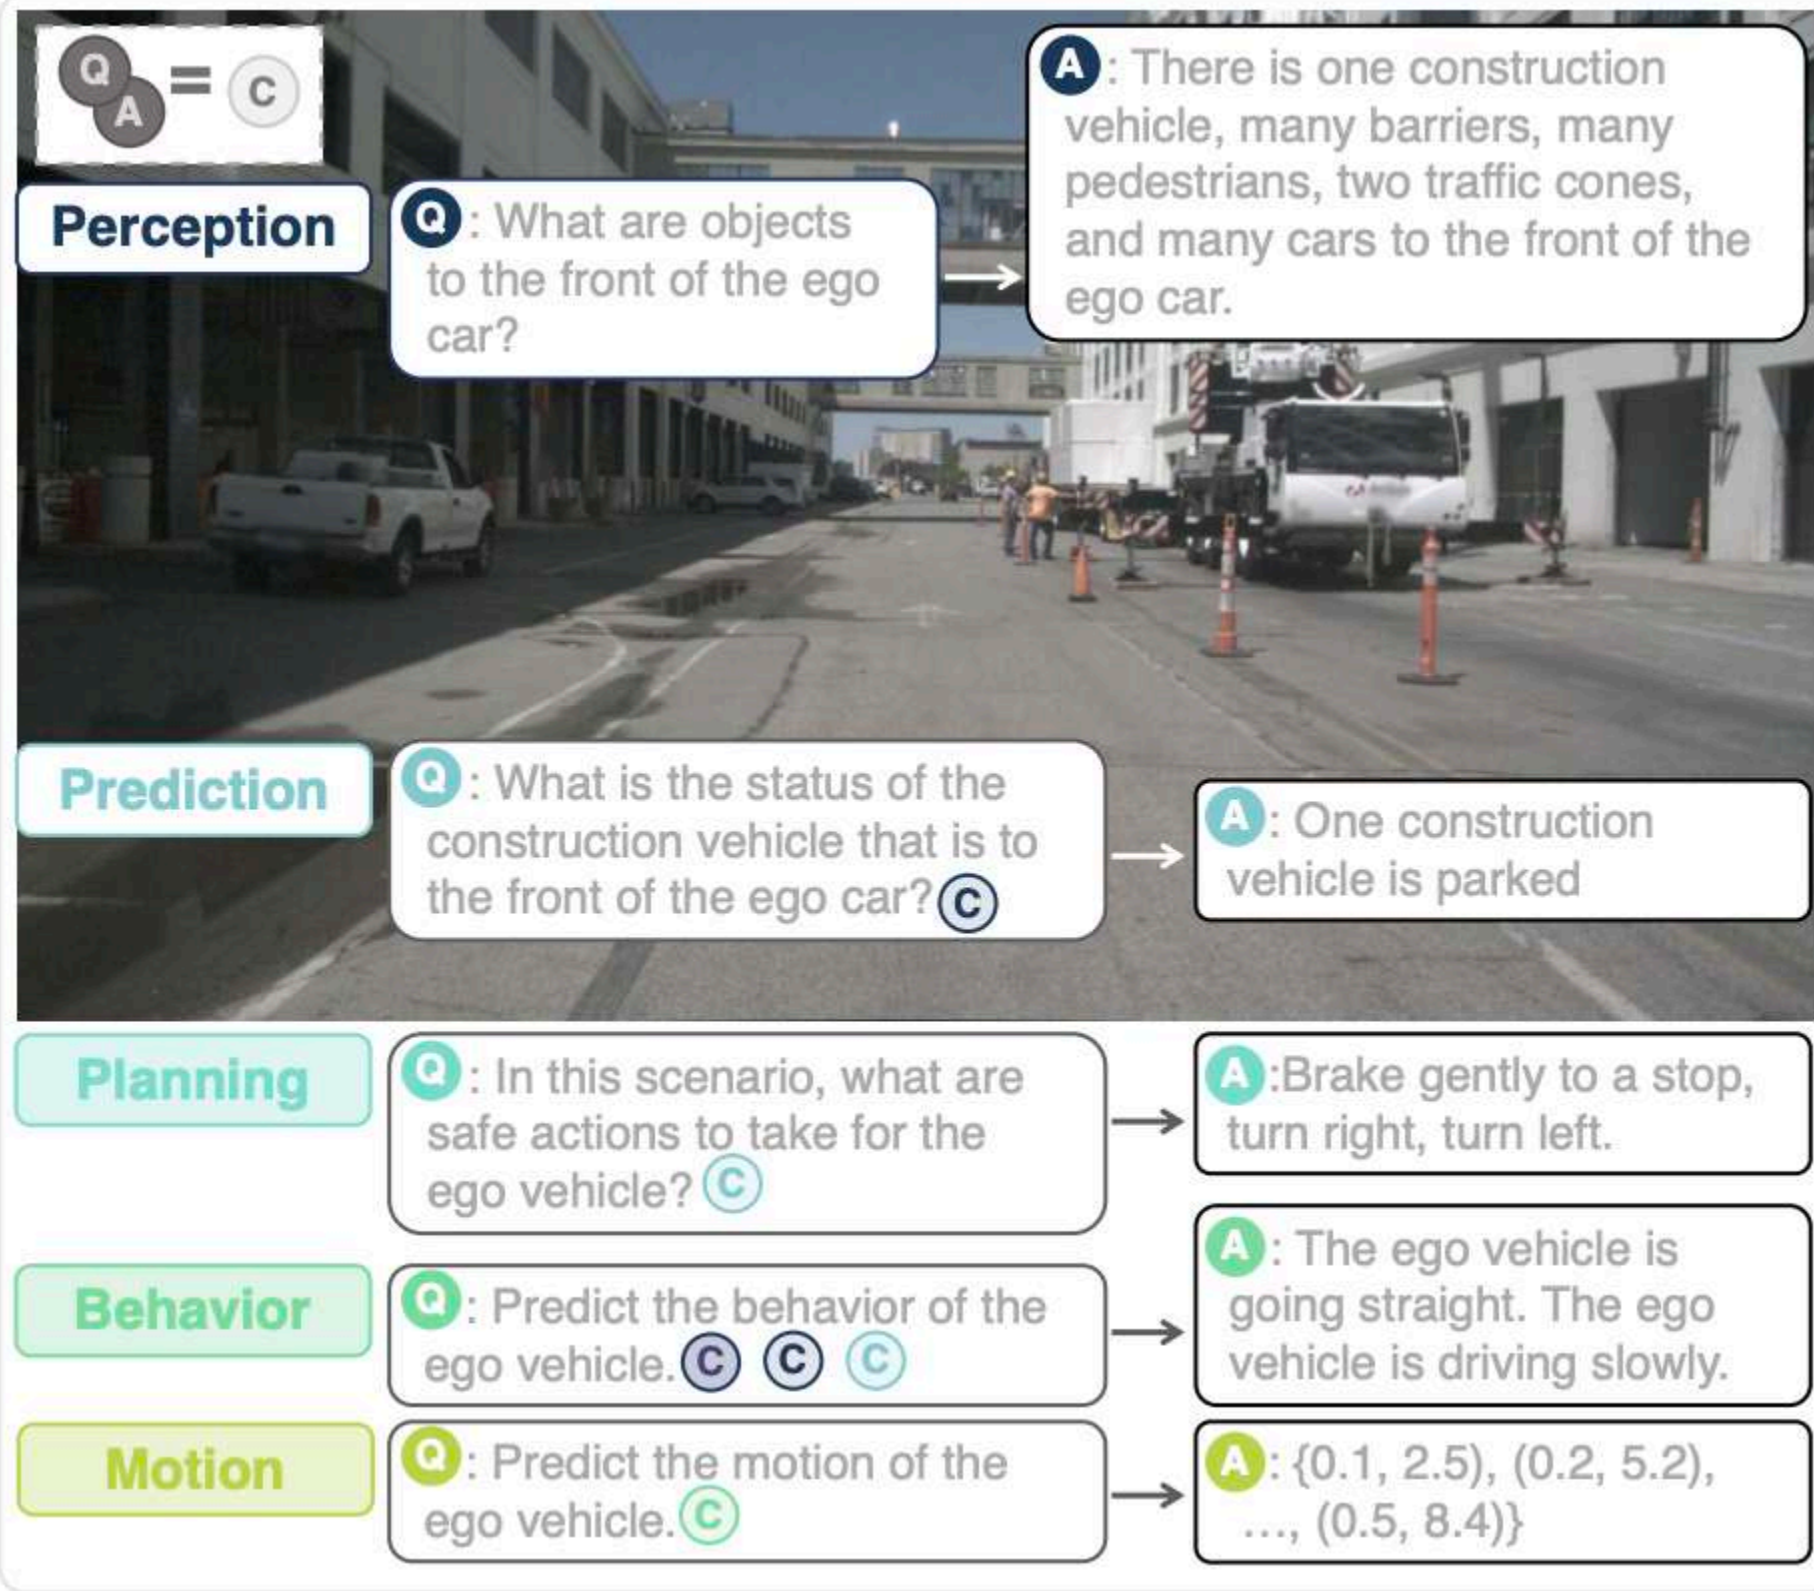 Q A = C
Perception
Q: What are objects
to the front of the ego
car?
A: There is one construction
vehicle, many barriers, many
pedestrians, two traffic cones,
and many cars to the front of the
ego car.
Prediction
Q: What is the status of the
construction vehicle that is to
the front of the ego car? C
A: One construction
vehicle is parked
Planning
Q: In this scenario, what are
safe actions to take for the
ego vehicle? C
A:Brake gently to a stop,
turn right, turn left.
Behavior
Q: Predict the behavior of the
ego vehicle. C C C
A: The ego vehicle is
going straight. The ego
vehicle is driving slowly.
Motion
Q: Predict the motion of the
ego vehicle. C
A: {0.1, 2.5), (0.2, 5.2),
..., (0.5, 8.4)}